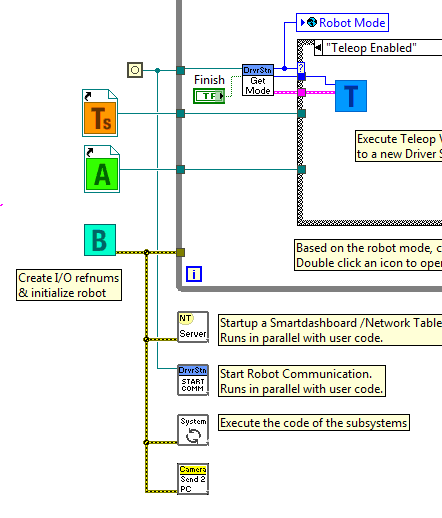 Robot Mode
"Teleop Enabled"
Finish
TF
DrvrStn
Get
Mode
?
T
Ts
A
Execute Teleop V
to a new Driver S
B
i
Based on the robot mode, c
Double click an icon to oper
Create I/O refnums
& initialize robot
NT
Server
Startup a Smartdashboard /Network Table
Runs in parallel with user code.
DrvrStn
START
COMM
Start Robot Communication.
Runs in parallel with user code.
System
Execute the code of the subsystems
Camera
Send 2
PC